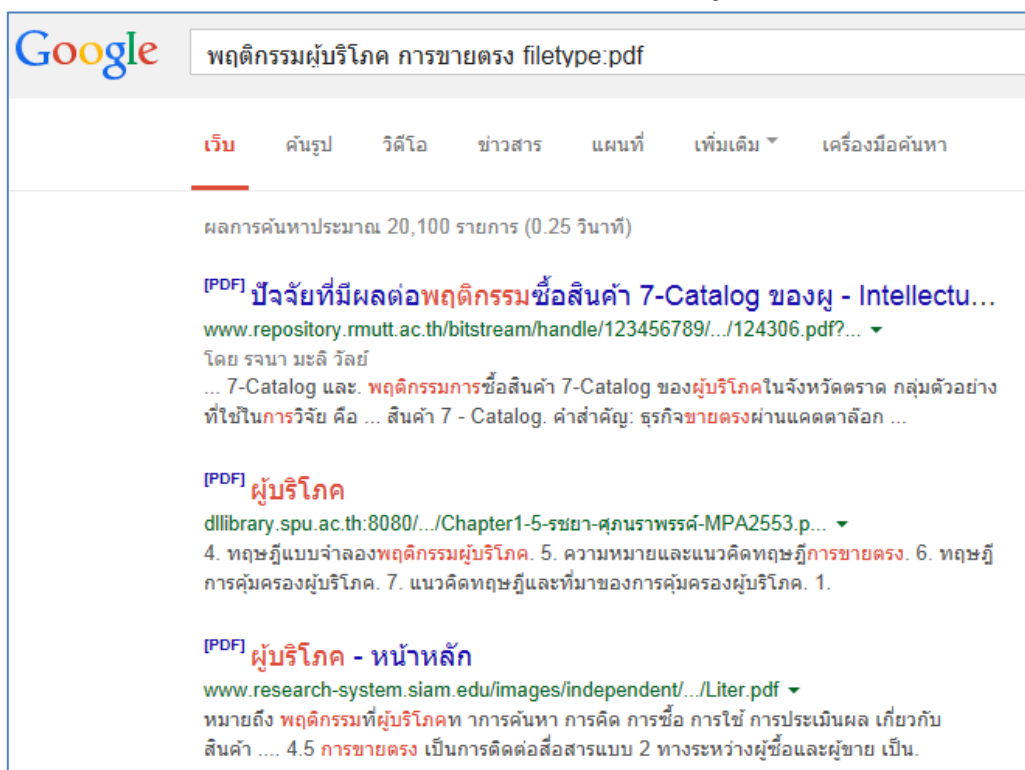 Google
พฤติกรรมผู้บริโภค การขายตรง filetype:pdf
เว็บ ค้นรูป วิดีโอ ข่าวสาร แผนที่ เพิ่มเติม เครื่องมือค้นหา
ผลการค้นหาประมาณ 20,100 รายการ (0.25 วินาที)
[PDF] ปัจจัยที่มีผลต่อพฤติกรรมซื้อสินค้า 7-Catalog ของผู - Intellectu...
www.repository.rmutt.ac.th/bitstream/handle/123456789/.../124306.pdf?...
โดย รจนา มะลิ วัลย์
... 7-Catalog และ. พฤติกรรมการซื้อสินค้า 7-Catalog ของผู้บริโภคในจังหวัดตราด กลุ่มตัวอย่าง
ที่ใช้ในการวิจัย คือ ... สินค้า 7 - Catalog. คําสําคัญ: ธุรกิจขายตรงผ่านแคตตาล๊อก ...
[PDF] ผู้บริโภค
dllibrary.spu.ac.th:8080/.../Chapter1-5-รชยา-ศุภนราพรรค์-MPA2553.p...
4. ทฤษฎีแบบจําลองพฤติกรรมผู้บริโภค. 5. ความหมายและแนวคิดทฤษฎีการขายตรง. 6. ทฤษฎี
การคุ้มครองผู้บริโภค. 7. แนวคิดทฤษฎีและที่มาของการคุ้มครองผู้บริโภค. 1.
[PDF] ผู้บริโภค - หน้าหลัก
www.research-system.siam.edu/images/independent/.../Liter.pdf
หมายถึง พฤติกรรมที่ผู้บริโภคท าการค้นหา การคิด การซื้อ การใช้ การประเมินผล เกี่ยวกับ
สินค้า .... 4.5 การขายตรง เป็นการติดต่อสื่อสารแบบ 2 ทางระหว่างผู้ซื้อและผู้ขาย เป็น.